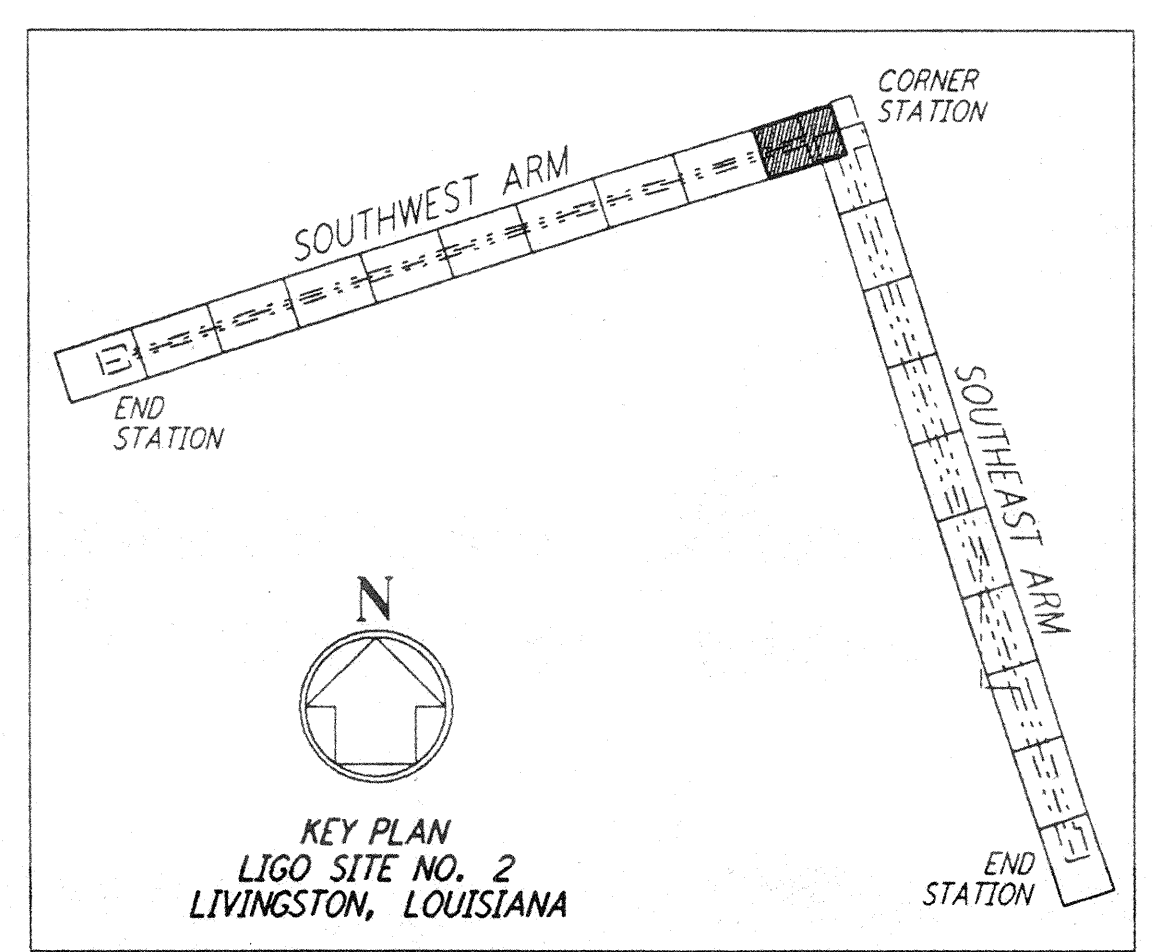 CORNER
STATION
SOUTHWEST ARM
END
STATION
SOUTHEAST ARM
N
KEY PLAN
LIGO SITE NO. 2
LIVINGSTON, LOUISIANA
END
STATION